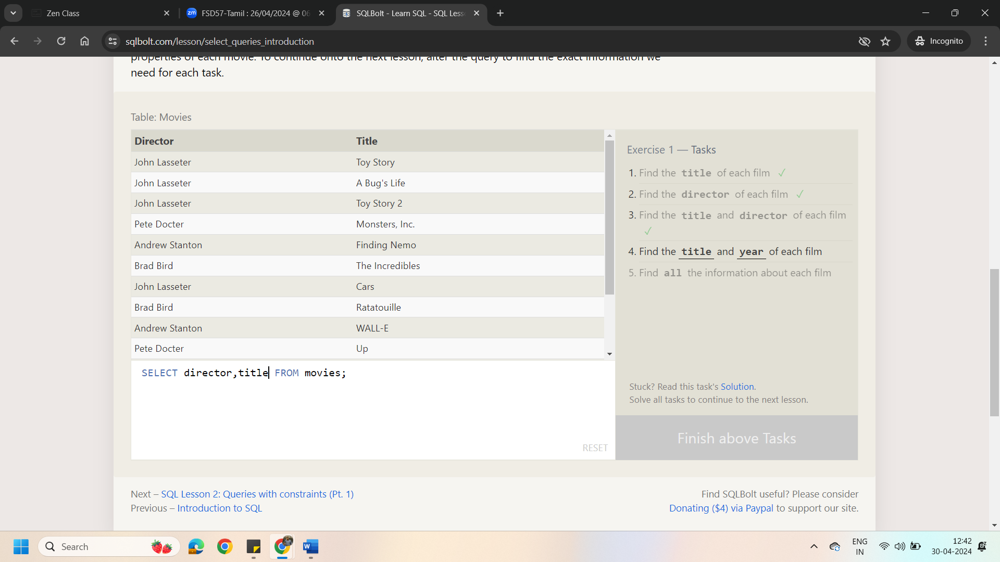 Zen Class
zm FSD57-Tamil : 26/04/2024 @ 06
SQLBolt - Learn SQL - SQL Less
sqlbolt.com/lesson/select_queries_introduction
Incognito
properties of each movie. To continue onto the next lesson, alter the query to find the exact information we
need for each task.
Table: Movies
Director Title
John Lasseter Toy Story
John Lasseter A Bug's Life
John Lasseter Toy Story 2
Pete Docter Monsters, Inc.
Andrew Stanton Finding Nemo
Brad Bird The Incredibles
John Lasseter Cars
Brad Bird Ratatouille
Andrew Stanton WALL-E
Pete Docter Up
SELECT director,title FROM movies;
RESET
Exercise 1 — Tasks
1. Find the title of each film ✓
2. Find the director of each film ✓
3. Find the title and director of each film
✓
4. Find the title and year of each film
5. Find all the information about each film
Stuck? Read this task's Solution.
Solve all tasks to continue to the next lesson.
Finish above Tasks
Next – SQL Lesson 2: Queries with constraints (Pt. 1)
Previous – Introduction to SQL
Find SQLBolt useful? Please consider
Donating ($4) via Paypal to support our site.
Search
ENG
IN
12:42
30-04-2024